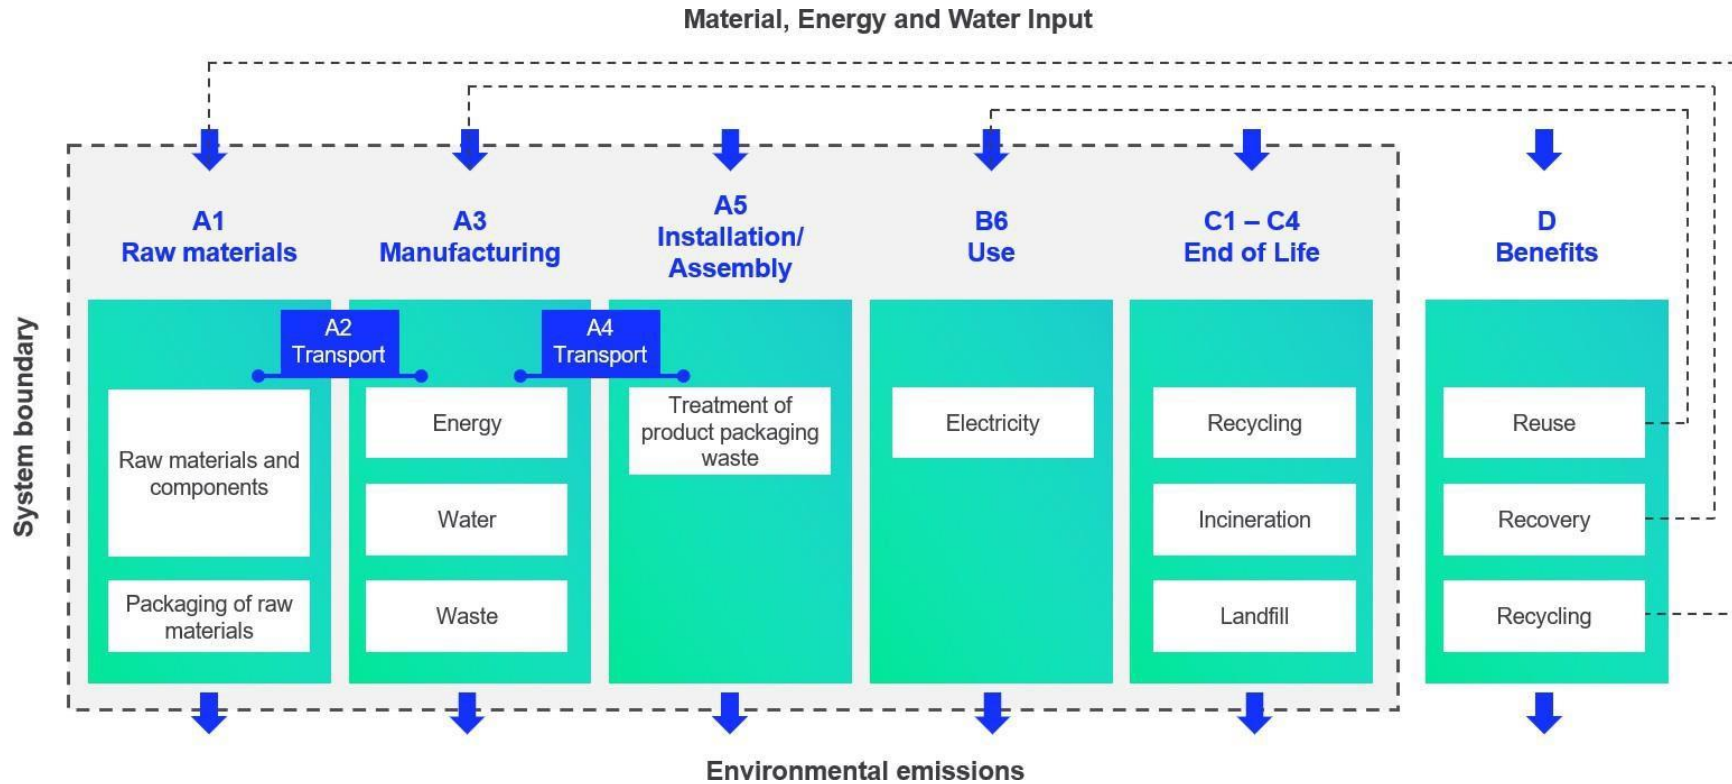 Material, Energy and Water Input
System boundary
A1
Raw materials
A3
Manufacturing
A5
Installation/
Assembly
B6
Use
C1 – C4
End of Life
D
Benefits
A2
Transport
A4
Transport
Raw materials and
components
Packaging of raw
materials
Energy
Water
Waste
Treatment of
product packaging
waste
Electricity
Recycling
Incineration
Landfill
Reuse
Recovery
Recycling
Environmental emissions